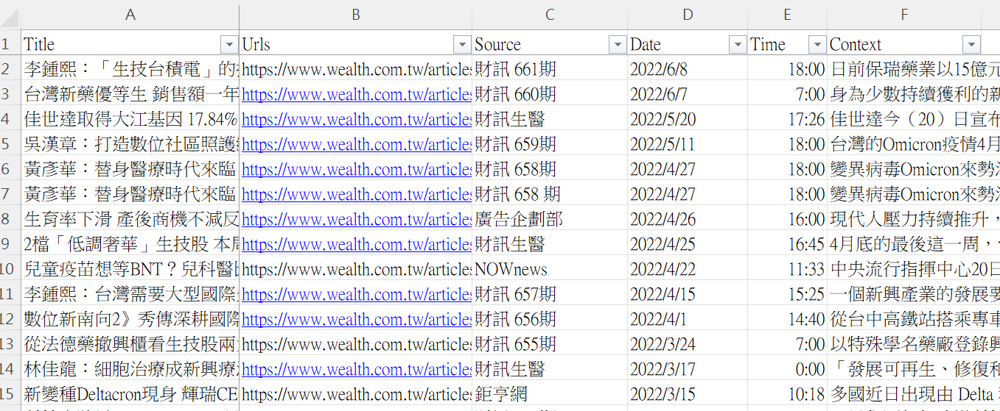 A B C D E F
1 Title Urls Source Date Time Context
2 李鍾熙：「生技台積電」的 https://www.wealth.com.tw/articles 財訊 661期 2022/6/8 18:00 日前保瑞藥業以15億元
3 台灣新藥優等生 銷售額一年 https://www.wealth.com.tw/articles 財訊 660期 2022/6/7 7:00 身為少數持續獲利的新
4 佳世達取得大江基因 17.84% https://www.wealth.com.tw/articles 財訊生醫 2022/5/20 17:26 佳世達今（20）日宣布
5 吳漢章：打造數位社區照護 https://www.wealth.com.tw/articles 財訊 659期 2022/5/11 18:00 台灣的Omicron疫情4月
6 黃彥華：替身醫療時代來臨 https://www.wealth.com.tw/articles 財訊 658期 2022/4/27 18:00 變異病毒Omicron來勢
7 黃彥華：替身醫療時代來臨 https://www.wealth.com.tw/articles 財訊 658 期 2022/4/27 18:00 變異病毒Omicron來勢
8 生育率下滑 產後商機不減反 https://www.wealth.com.tw/articles 廣告企劃部 2022/4/26 16:00 現代人壓力持續推升，
9 2檔「低調奢華」生技股 本周 https://www.wealth.com.tw/articles 財訊生醫 2022/4/25 16:45 4月底的最後這一周，
10 兒童疫苗想等BNT？兒科醫 https://www.wealth.com.tw/articles NOWnews 2022/4/22 11:33 中央流行指揮中心20日
11 李鍾熙：台灣需要大型國際 https://www.wealth.com.tw/articles 財訊 657期 2022/4/15 15:25 一個新興產業的發展要
12 數位新南向2》秀傳深耕國際 https://www.wealth.com.tw/articles 財訊 656期 2022/4/1 14:40 從台中高鐵站搭乘專車
13 從法德藥撤興櫃看生技股兩 https://www.wealth.com.tw/articles 財訊 655期 2022/3/24 7:00 以特殊學名藥廠登錄興
14 林佳龍：細胞治療成新興療 https://www.wealth.com.tw/articles 財訊生醫 2022/3/17 0:00 「發展可再生、修復和
15 新變種Deltacron現身 輝瑞CE https://www.wealth.com.tw/articles 鉅亨網 2022/3/15 10:18 多國近日出現由 Delta